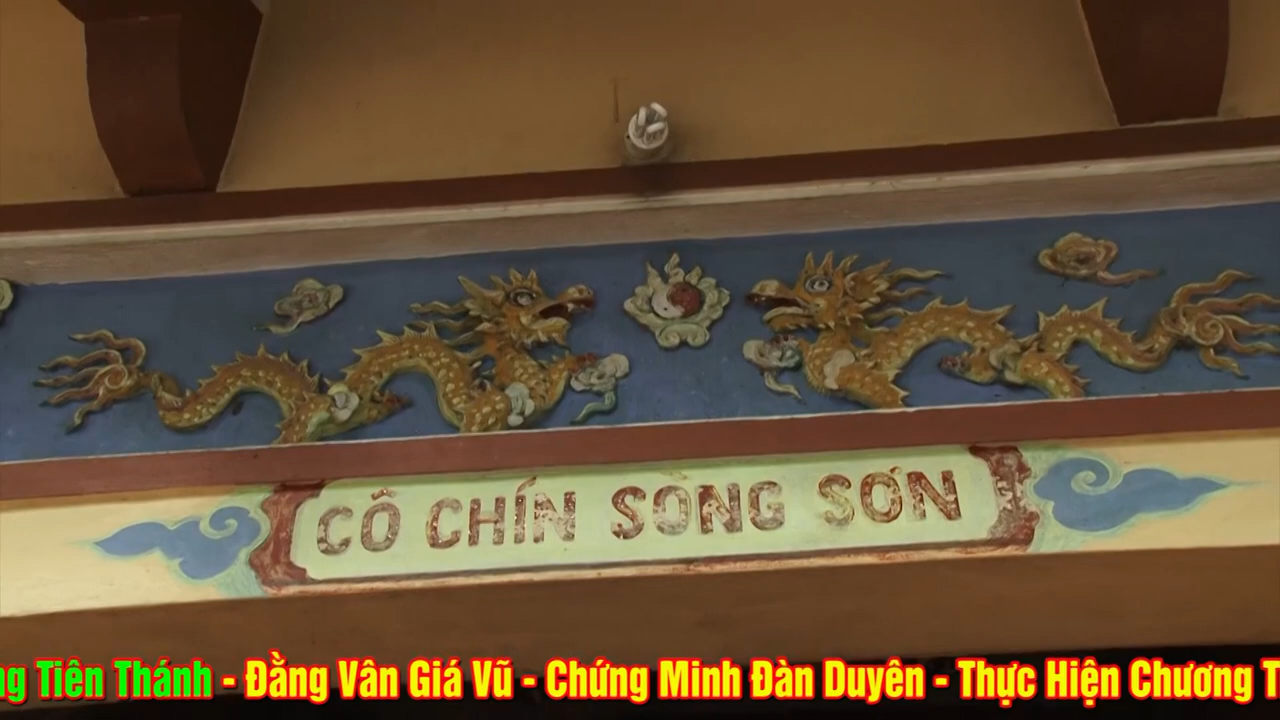 CÔ CHÍN SONG SƠN
Tiên Thánh - Đằng Vân Giá Vũ - Chứng Minh Đàn Duyên - Thực Hiện Chương